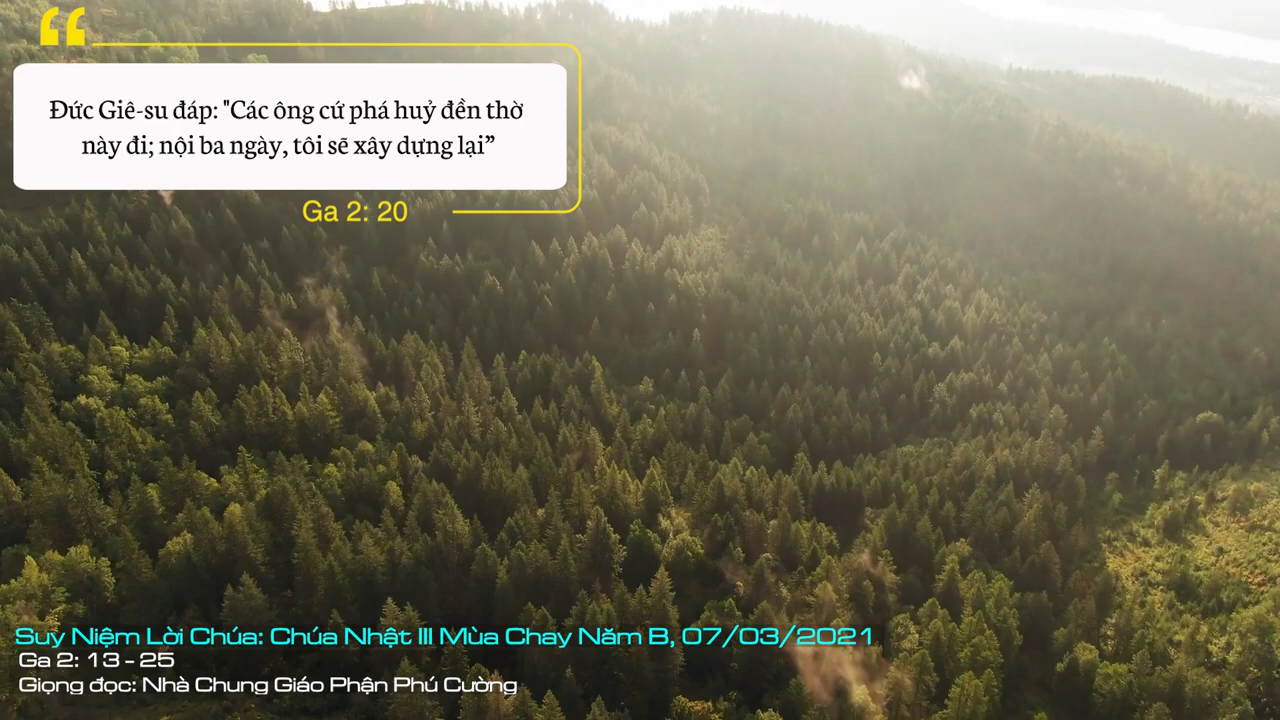 Đức Giê-su đáp: "Các ông cứ phá huỷ đền thờ
này đi; nội ba ngày, tôi sẽ xây dựng lại”
Ga 2: 20
Suy Niệm Lời Chúa: Chúa Nhật III Mùa Chay Năm B, 07/03/2021
Ga 2: 13 - 25
Giọng đọc: Nhà Chung Giáo Phận Phú Cường